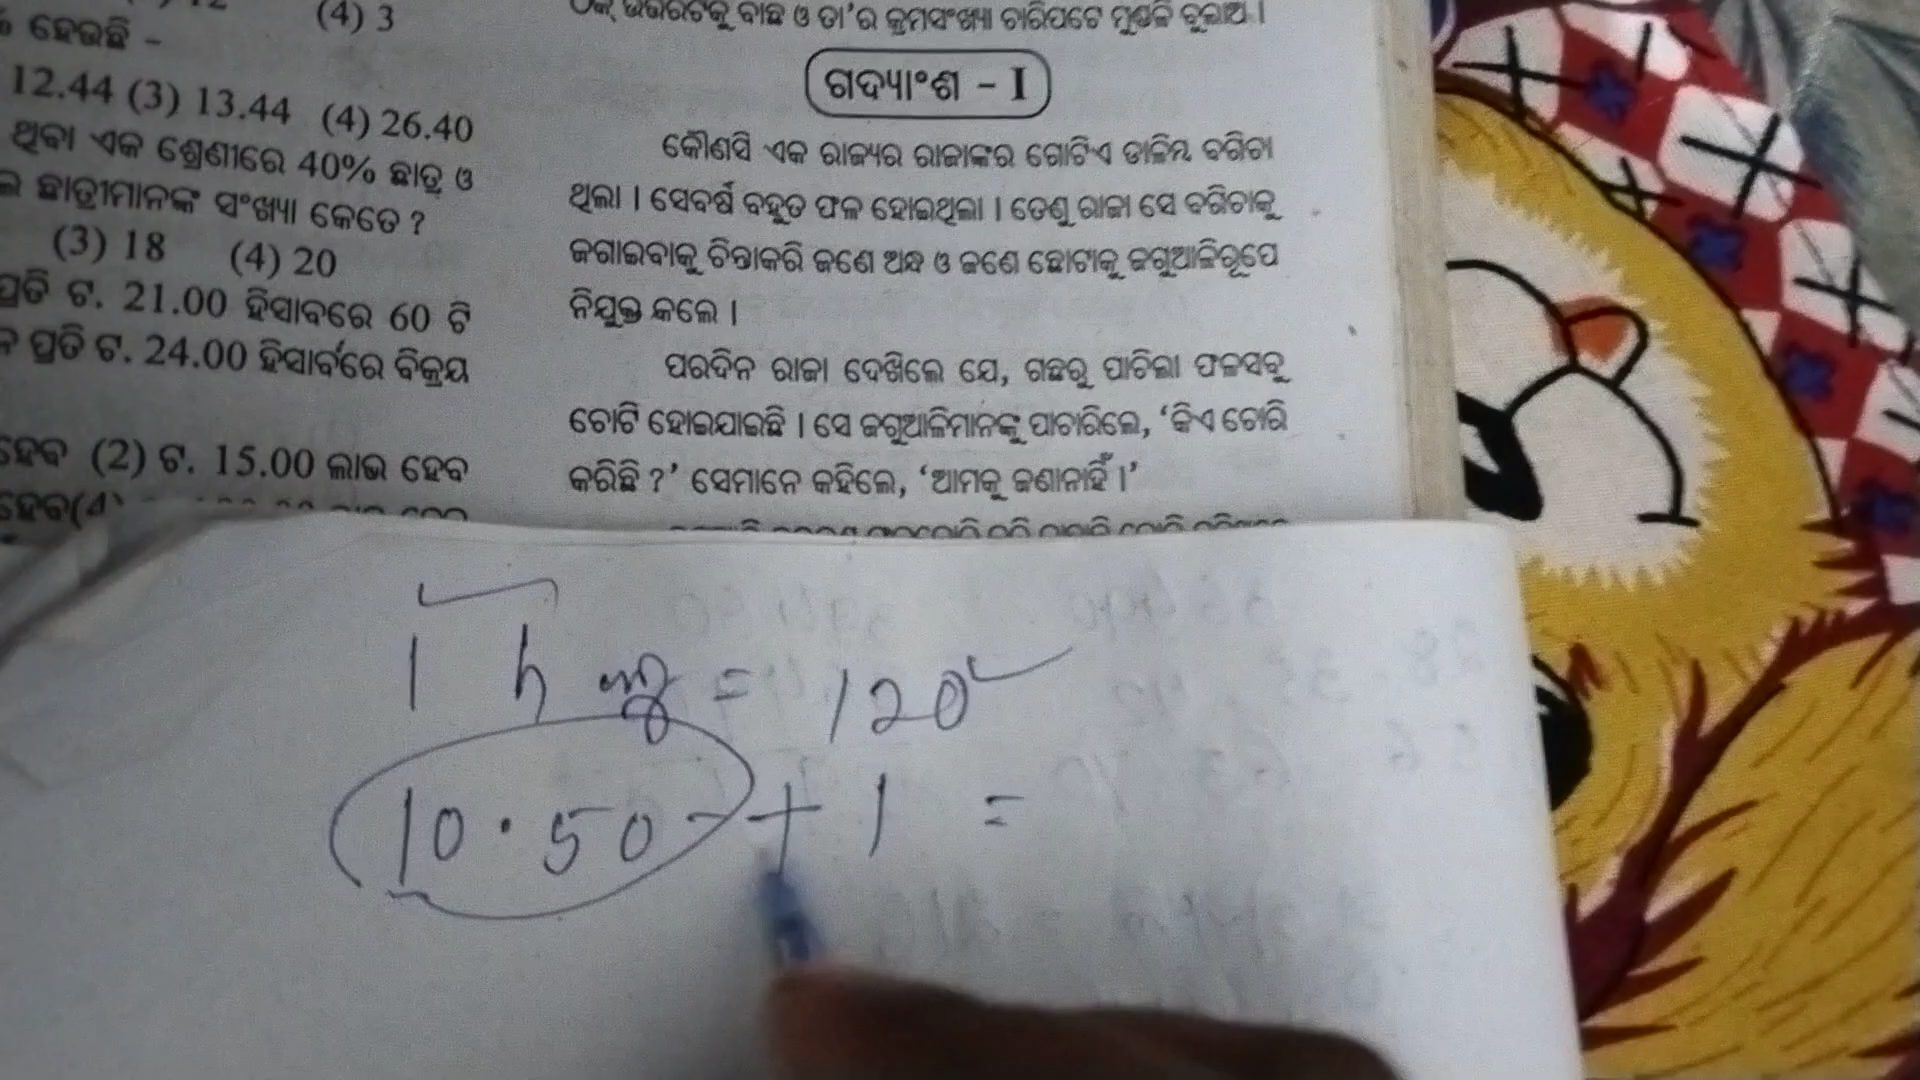 (4) 3
ହେଉଛି -
12.44 (3) 13.44 (4) 26.40
ଥିବା ଏକ ଶ୍ରେଣୀରେ 40% ଛାତ୍ର ଓ
ଛାତ୍ରୀମାନଙ୍କ ସଂଖ୍ୟା କେତେ ?
(3) 18 (4) 20
ପ୍ରତି ଟ. 21.00 ହିସାବରେ 60 ଟି
ପ୍ରତି ଟ. 24.00 ହିସାବରେ ବିକ୍ରୟ
ହେବ (2) ଟ. 15.00 ଲାଭ ହେବ
ହେବ(4)
ଉତ୍ତରଟିକୁ ବାଛ ଓ ତା'ର କ୍ରମସଂଖ୍ୟା ଚାରିପଟେ ମୁଣ୍ଡଳି ବୁଲାଅ ।
ଗଦ୍ୟାଂଶ - I
କୌଣସି ଏକ ରାଜ୍ୟର ରାଜାଙ୍କର ଗୋଟିଏ ଡାଳିମ୍ବ ବଗିଚା
ଥିଲା । ସେବର୍ଷ ବହୁତ ଫଳ ହୋଇଥିଲା । ତେଣୁ ରାଜା ସେ ବଗିଚାକୁ
ଜଗାଇବାକୁ ଚିନ୍ତାକରି ଜଣେ ଅନ୍ଧ ଓ ଜଣେ ଛୋଟାକୁ ଜଗୁଆଳିରୂପେ
ନିଯୁକ୍ତ କଲେ ।
ପରଦିନ ରାଜା ଦେଖିଲେ ଯେ, ଗଛରୁ ପାଚିଲା ଫଳସବୁ
ଚୋଟି ହୋଇଯାଇଛି । ସେ ଜଗୁଆଳିମାନଙ୍କୁ ପଚାରିଲେ, 'କିଏ ଚୋରି
କରିଛି ?' ସେମାନେ କହିଲେ, 'ଆମକୁ ଜଣାନାହିଁ ।'
1 = 120
10.50 + 1 =